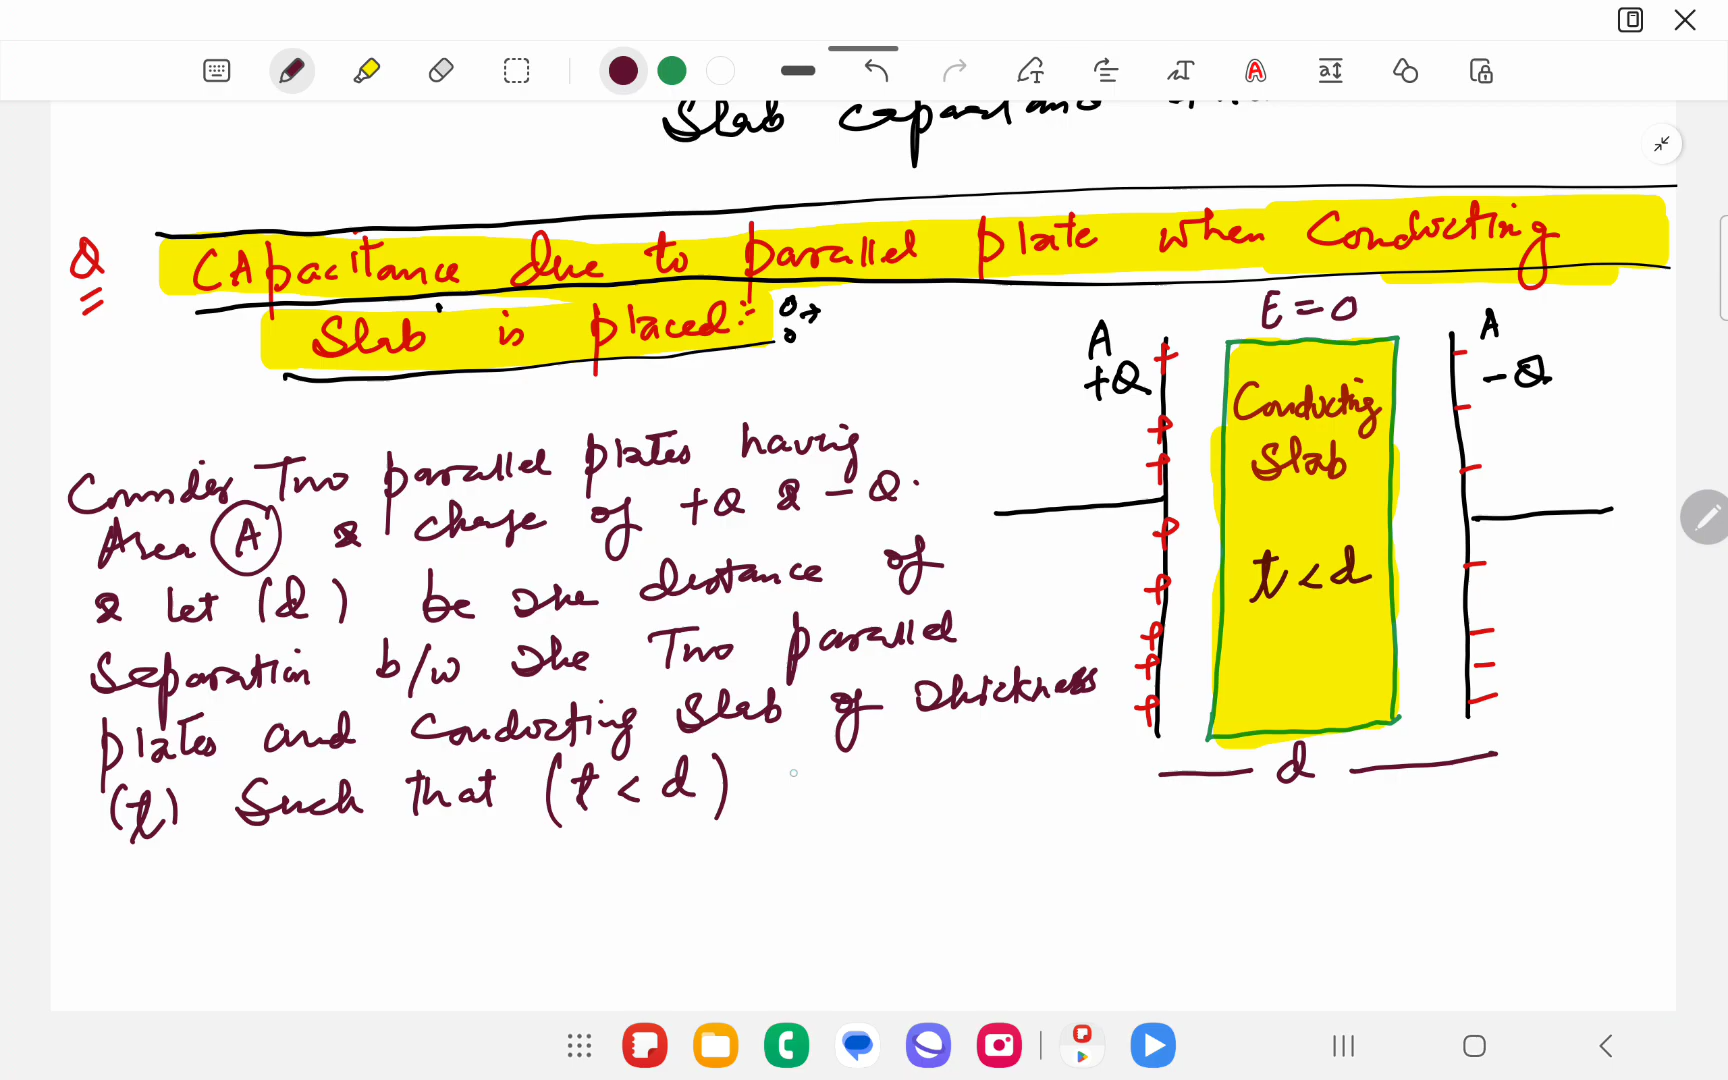 Slab
Q CApacitance due to parallel plate when Conducting
Slab is placed:-
E = 0
A
+Q
A
- Q
Conducting
Slab
t < d
Consider Two parallel plates having
Area A & charge of +Q & - Q.
& let (d) be the distance of
Separation b/w the Two parallel
plates and Conducting Slab of thickness
(t) Such that (t < d)
d